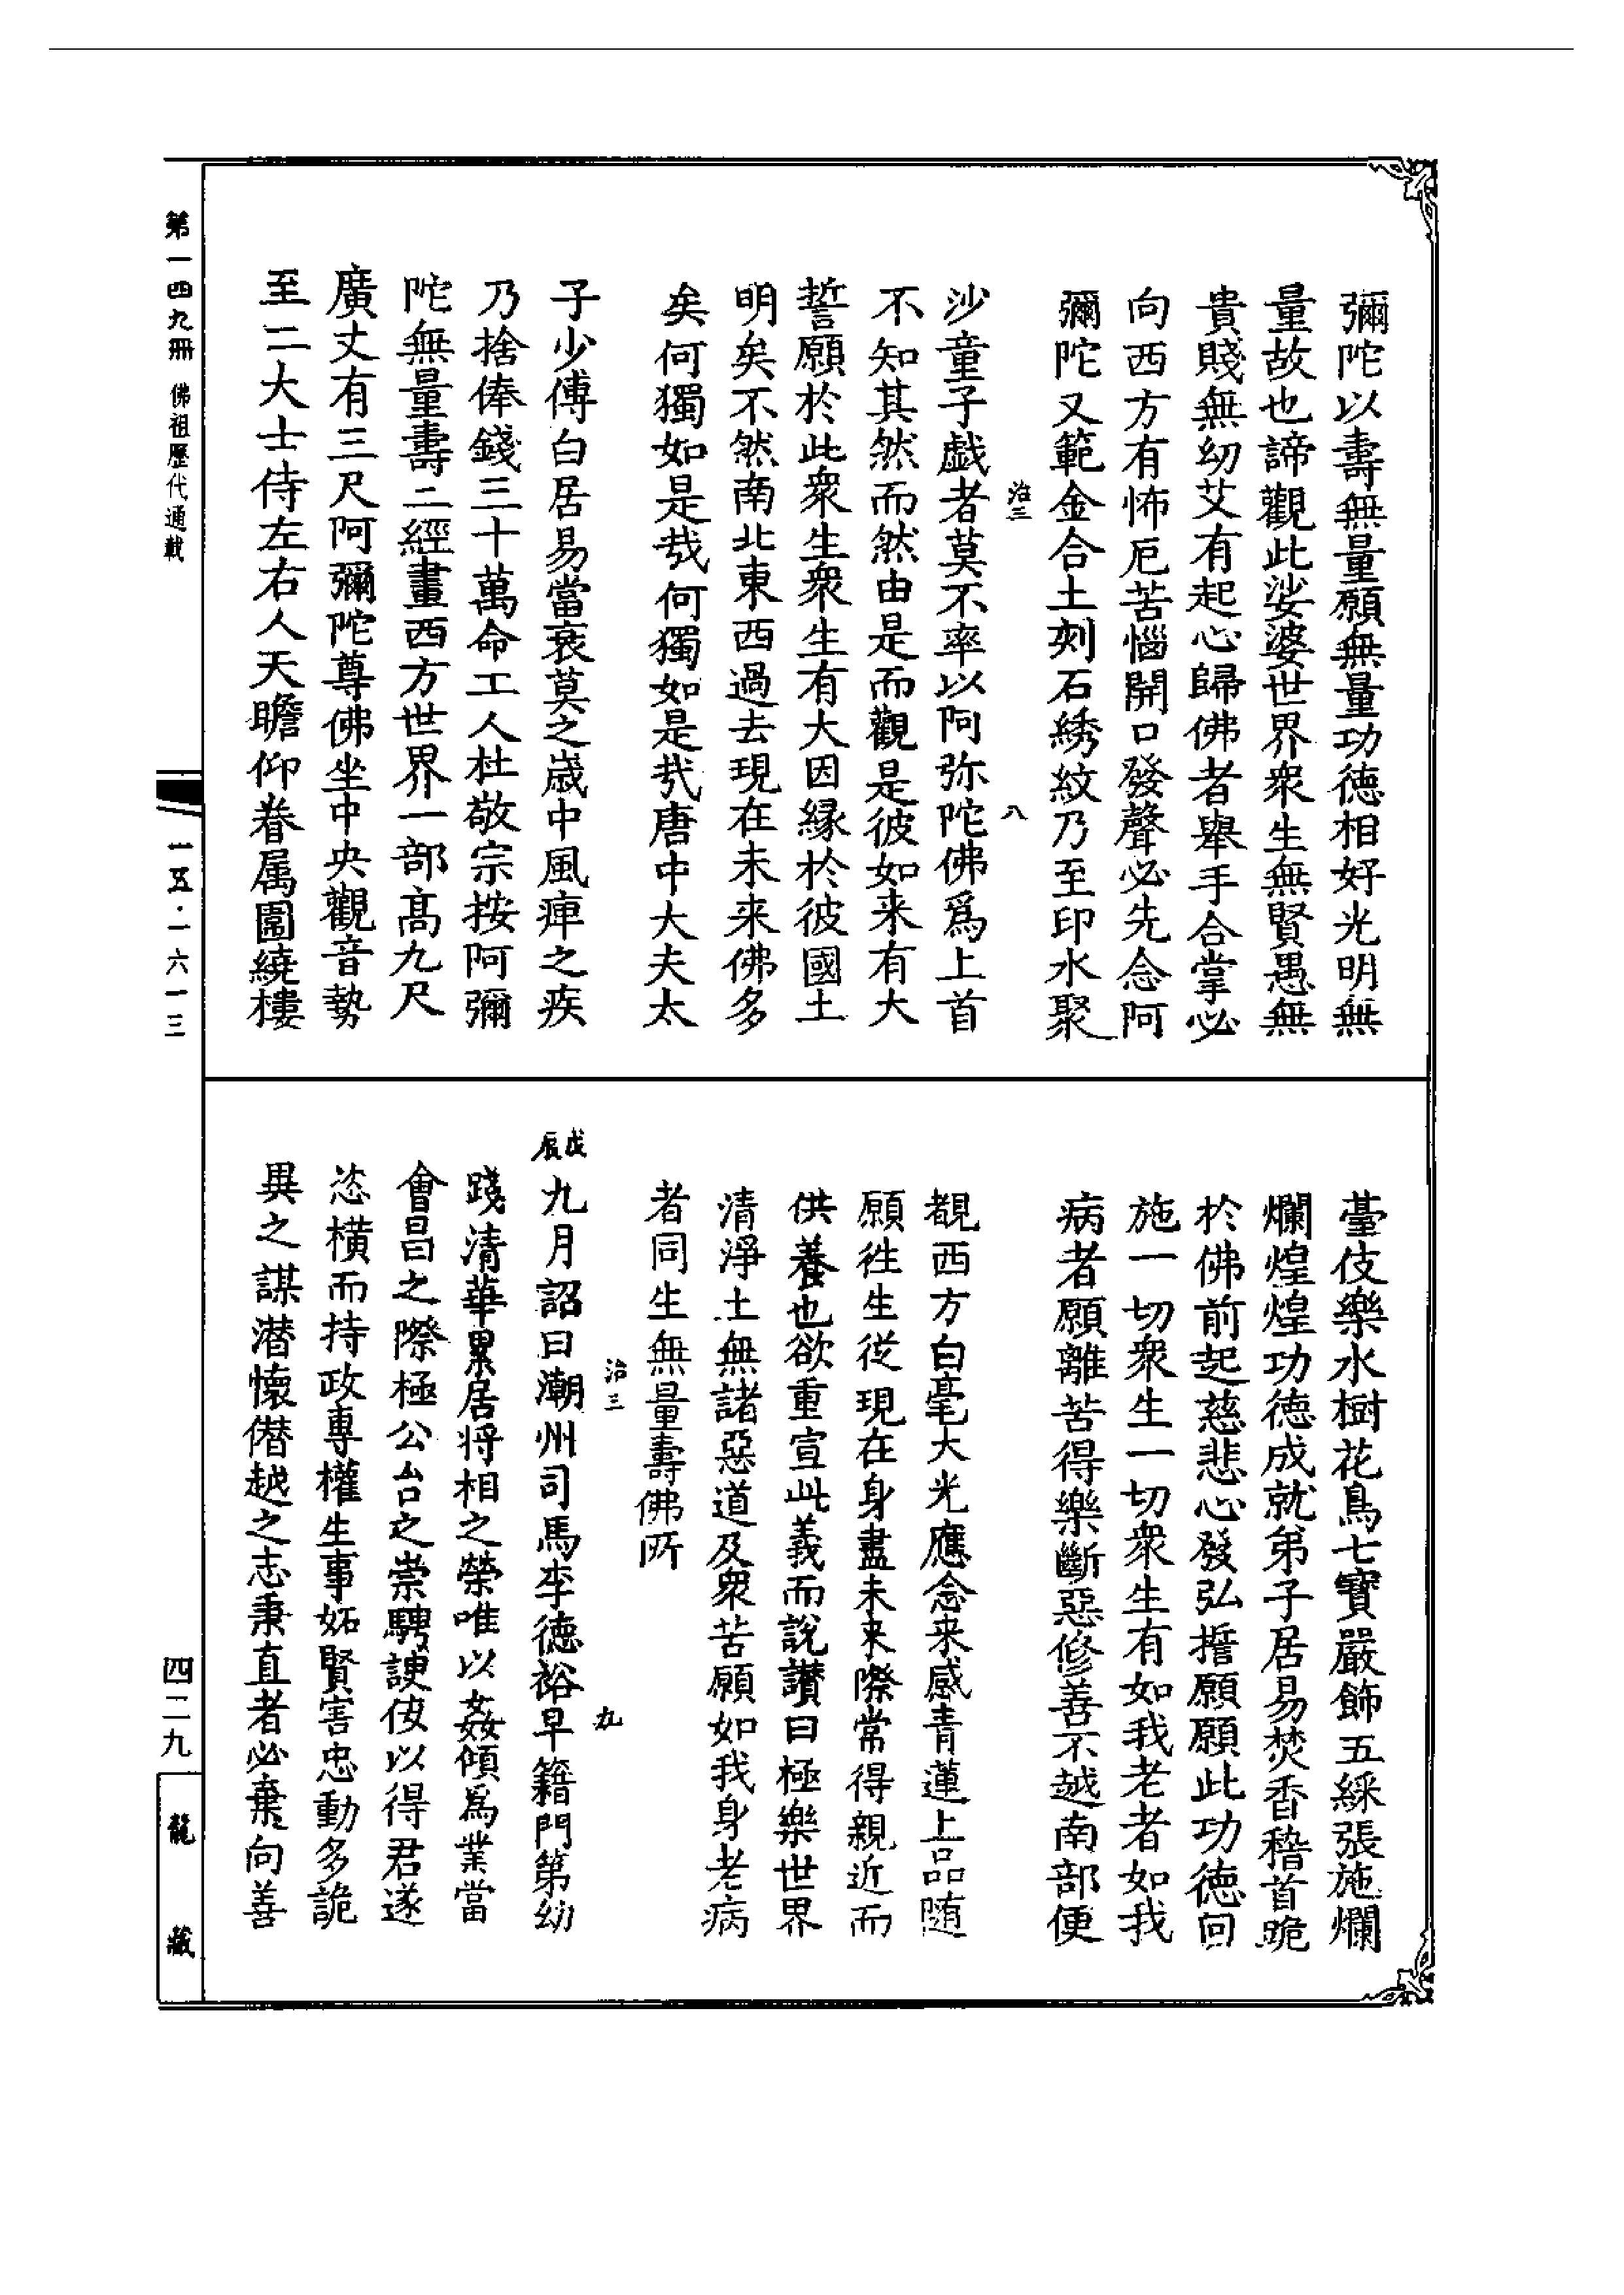 彌陀以壽無量願無量功德相好光明無
量故也諦觀此娑婆世界衆生無賢愚無
貴賤無幼艾有起心歸佛者舉手合掌必
向西方有怖厄苦惱開口發聲必先念阿
彌陀又範金合土刻石綉紋乃至印水聚
治三
八
沙童子戲者莫不率以阿弥陀佛爲上首
不知其然而然由是而觀是彼如来有大
誓願於此衆生衆生有大因緣於彼國土
明矣不然南北東西過去現在未来佛多
矣何獨如是哉何獨如是哉唐中大夫太
子少傅白居易當衰莫之歲中風痺之疾
乃捨俸錢三十萬命工人杜敬宗按阿彌
陀無量壽二經畫西方世界一部髙九尺
廣丈有三尺阿彌陀尊佛坐中央觀音勢
至二大士侍左右人天瞻仰眷属圍繞樓
臺伎樂水樹花鳥七寳嚴飾五綵張施爛
爛煌煌功德成就弟子居易焚香稽首跪
於佛前起慈悲心發弘誓願願此功德囘
施一切衆生一切衆生有如我老者如我
病者願離苦得樂斷惡修善不越南部便
覩西方白毫大光應念来感青蓮上品随
願徃生從現在身盡未来際常得親近而
供養也欲重宣此義而說讚曰極樂世界
清淨土無諸惡道及衆苦願如我身老病
者同生無量壽佛所
治三
九
戊辰九月詔曰潮州司馬李德裕早籍門第幼
踐清華累居将相之榮唯以姦傾爲業當
會昌之際極公台之崇騁諛佞以得君遂
恣横而持政專權生事妬賢害忠動多詭
異之謀潜懷僭越之志秉直者必棄向善
第一四九冊 佛祖歷代通載
一五·一六一三
四二九
龍藏